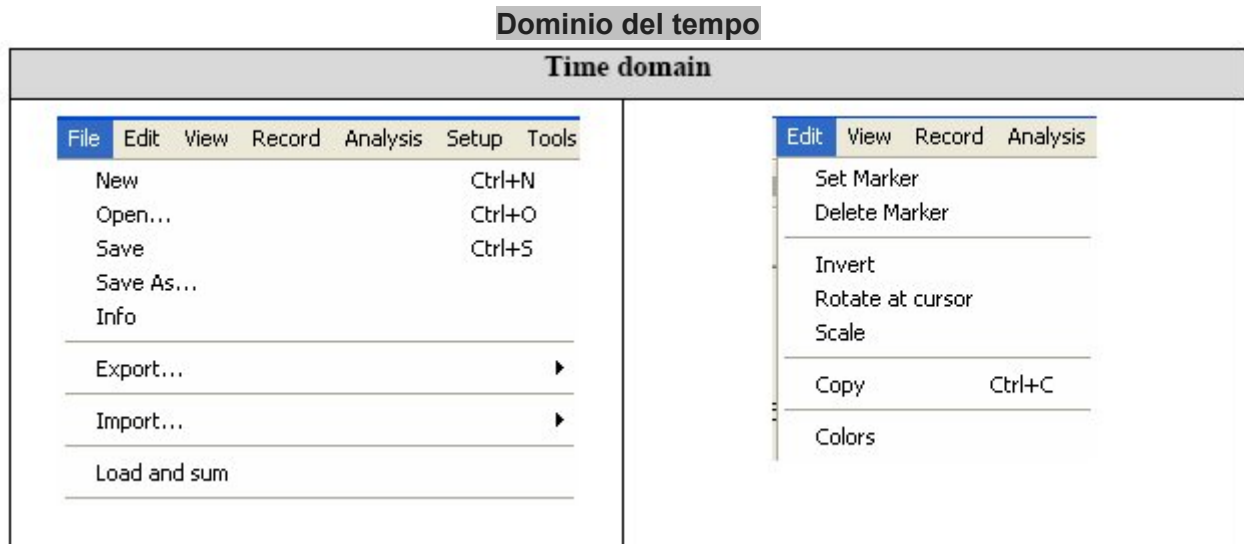 Dominio del tempo
Time domain
File Edit View Record Analysis Setup Tools
New Ctrl+N
Open... Ctrl+O
Save Ctrl+S
Save As...
Info
Export...
Import...
Load and sum
Edit View Record Analysis
Set Marker
Delete Marker
Invert
Rotate at cursor
Scale
Copy Ctrl+C
Colors